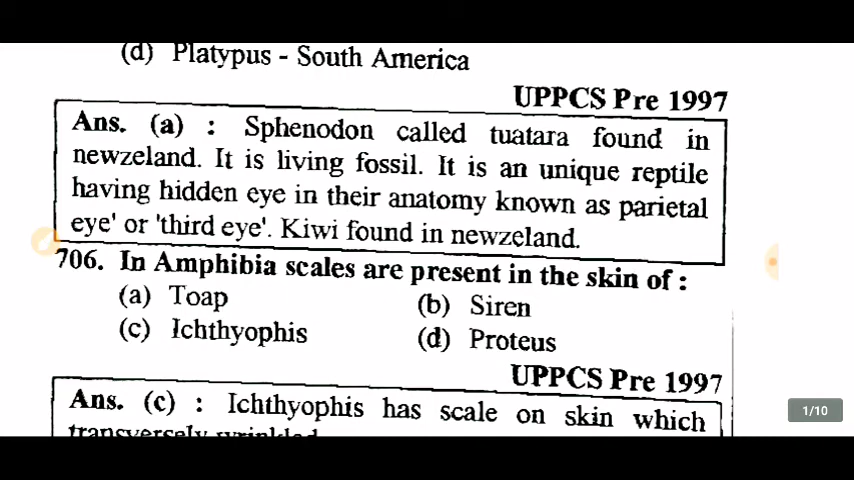 (d) Platypus - South America
UPPCS Pre 1997
Ans. (a) : Sphenodon called tuatara found in
newzeland. It is living fossil. It is an unique reptile
having hidden eye in their anatomy known as parietal
eye' or 'third eye'. Kiwi found in newzeland.
706. In Amphibia scales are present in the skin of :
(a) Toap
(b) Siren
(c) Ichthyophis
(d) Proteus
UPPCS Pre 1997
Ans. (c) : Ichthyophis has scale on skin which
transversely wrinkled.
1/10